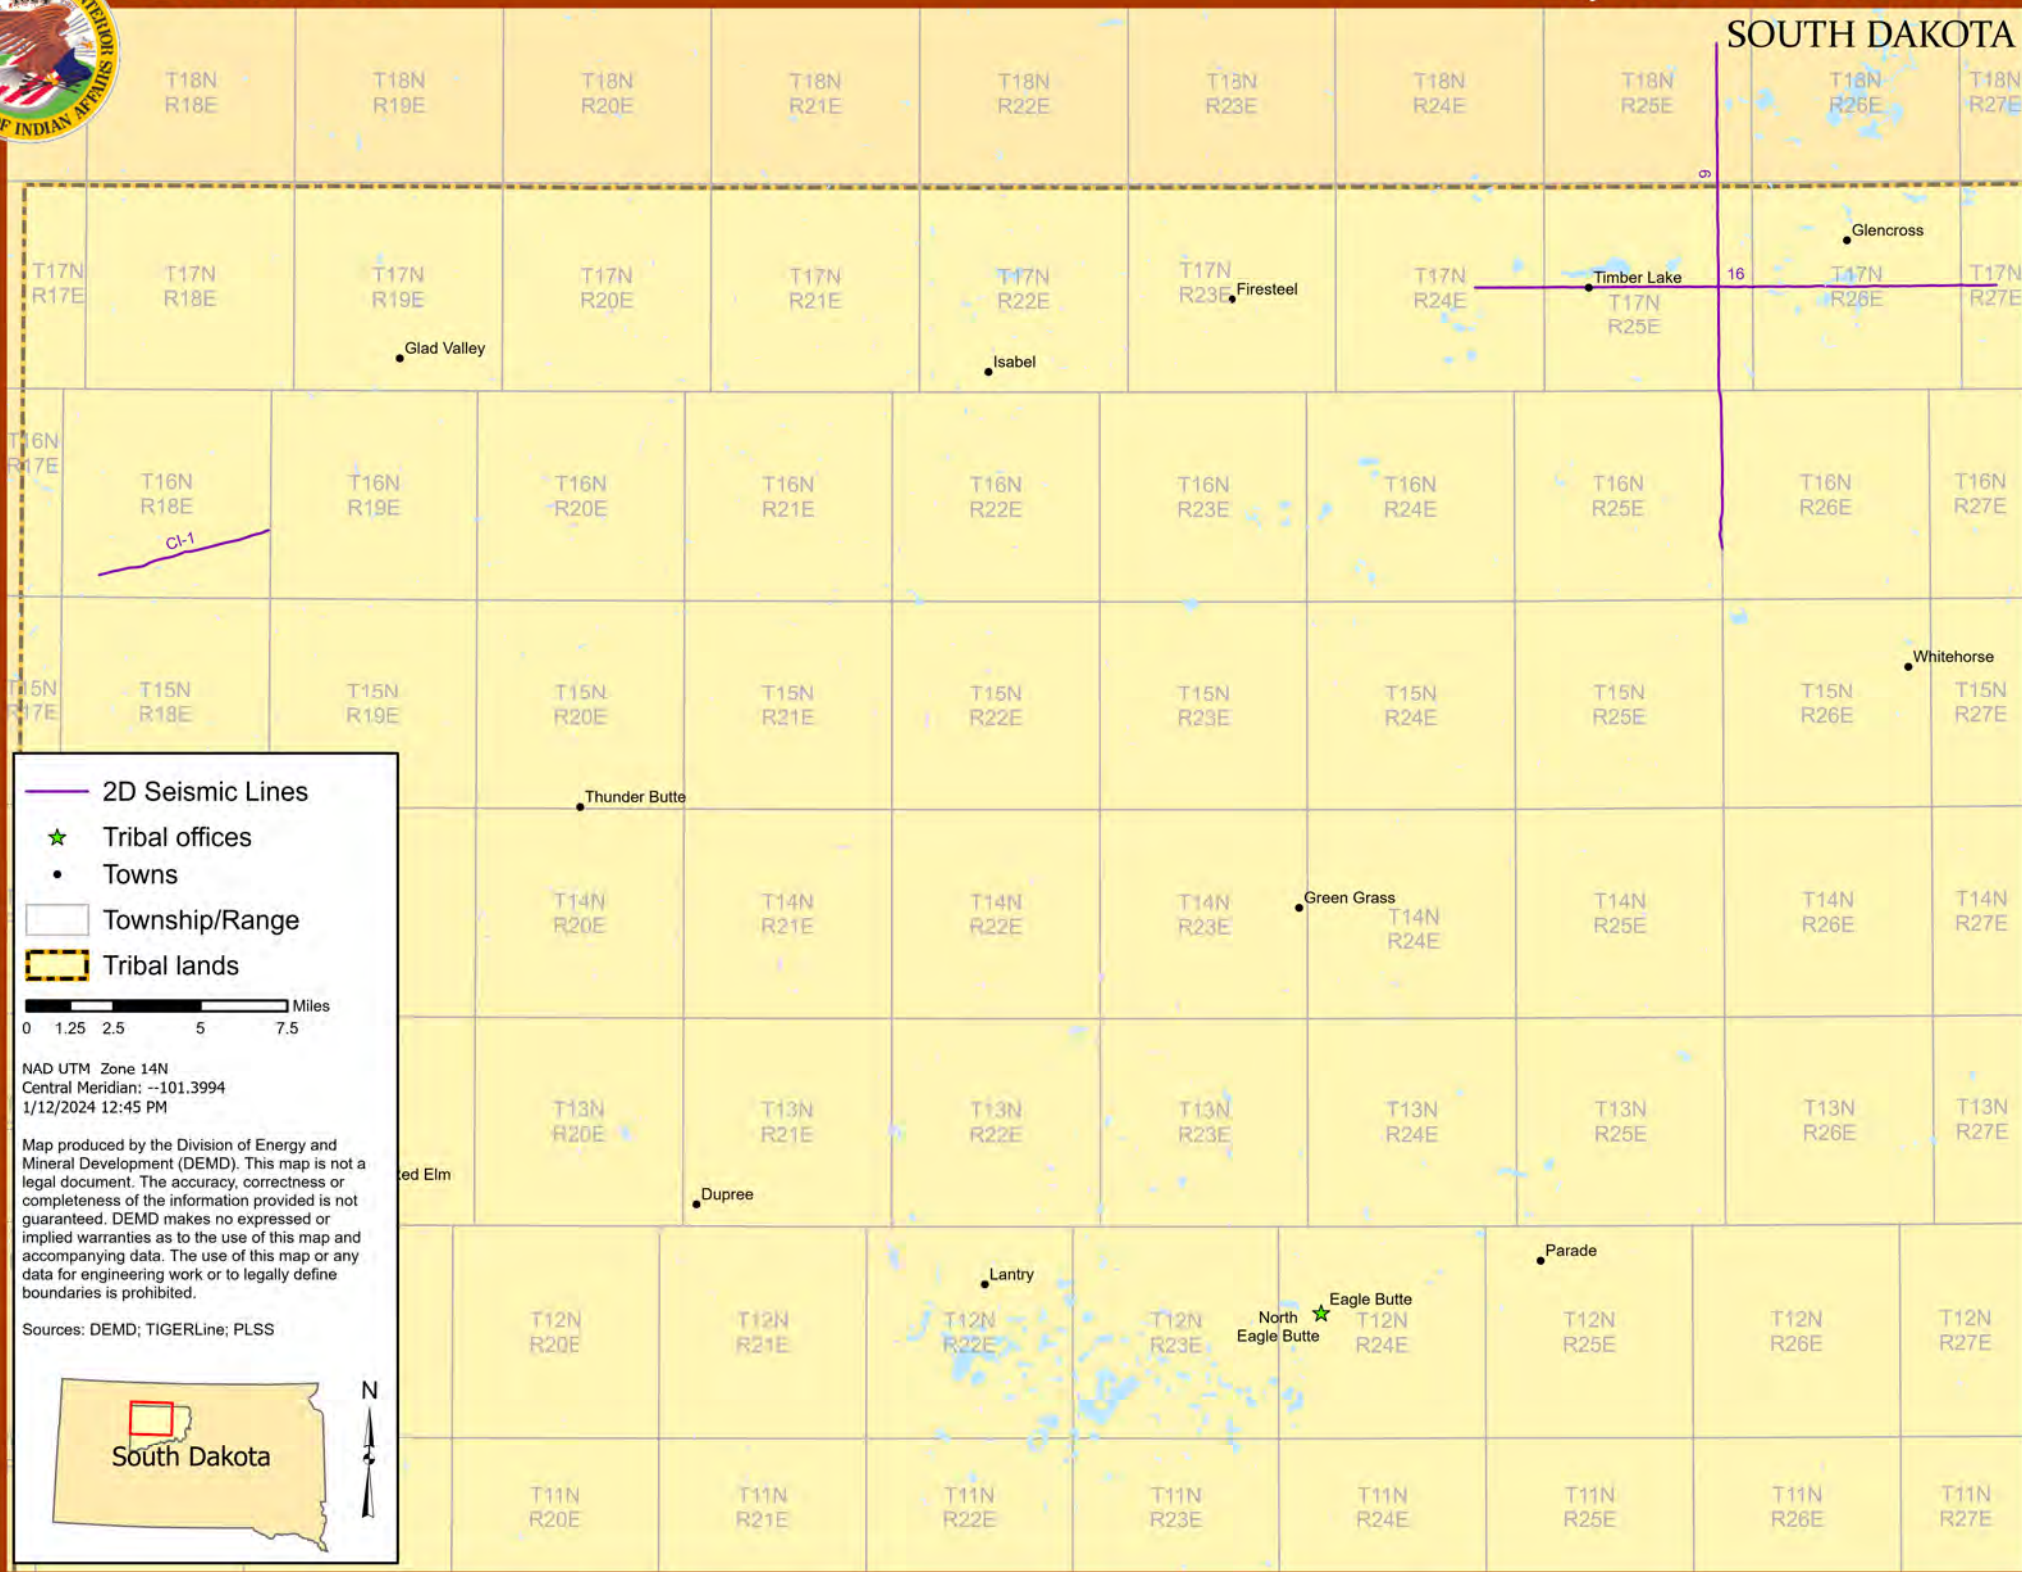 SOUTH DAKOTA
INTERIOR
OF INDIAN AFFAIRS
T18N
R18E
T18N
R19E
T18N
R20E
T18N
R21E
T18N
R22E
T18N
R23E
T18N
R24E
T18N
R25E
T18N
R26E
T18N
R27E
9
Glencross
T17N
R17E
T17N
R18E
T17N
R19E
T17N
R20E
T17N
R21E
T17N
R22E
T17N
R23E
Firesteel
T17N
R24E
Timber Lake
T17N
R25E
16
T17N
R26E
T17N
R27E
Glad Valley
Isabel
T16N
R17E
T16N
R18E
T16N
R19E
T16N
R20E
T16N
R21E
T16N
R22E
T16N
R23E
T16N
R24E
T16N
R25E
T16N
R26E
T16N
R27E
CI-1
Whitehorse
T15N
R17E
T15N
R18E
T15N
R19E
T15N
R20E
T15N
R21E
T15N
R22E
T15N
R23E
T15N
R24E
T15N
R25E
T15N
R26E
T15N
R27E
Thunder Butte
Green Grass
T14N
R20E
T14N
R21E
T14N
R22E
T14N
R23E
T14N
R24E
T14N
R25E
T14N
R26E
T14N
R27E
T13N
R20E
T13N
R21E
T13N
R22E
T13N
R23E
T13N
R24E
T13N
R25E
T13N
R26E
T13N
R27E
ed Elm
Dupree
Parade
Lantry
Eagle Butte
North
Eagle Butte
T12N
R20E
T12N
R21E
T12N
R22E
T12N
R23E
T12N
R24E
T12N
R25E
T12N
R26E
T12N
R27E
T11N
R20E
T11N
R21E
T11N
R22E
T11N
R23E
T11N
R24E
T11N
R25E
T11N
R26E
T11N
R27E
2D Seismic Lines
Tribal offices
Towns
Township/Range
Tribal lands
Miles
0 1.25 2.5 5 7.5
NAD UTM Zone 14N
Central Meridian: --101.3994
1/12/2024 12:45 PM
Map produced by the Division of Energy and
Mineral Development (DEMD). This map is not a
legal document. The accuracy, correctness or
completeness of the information provided is not
guaranteed. DEMD makes no expressed or
implied warranties as to the use of this map and
accompanying data. The use of this map or any
data for engineering work or to legally define
boundaries is prohibited.
Sources: DEMD; TIGERLine; PLSS
N
South Dakota